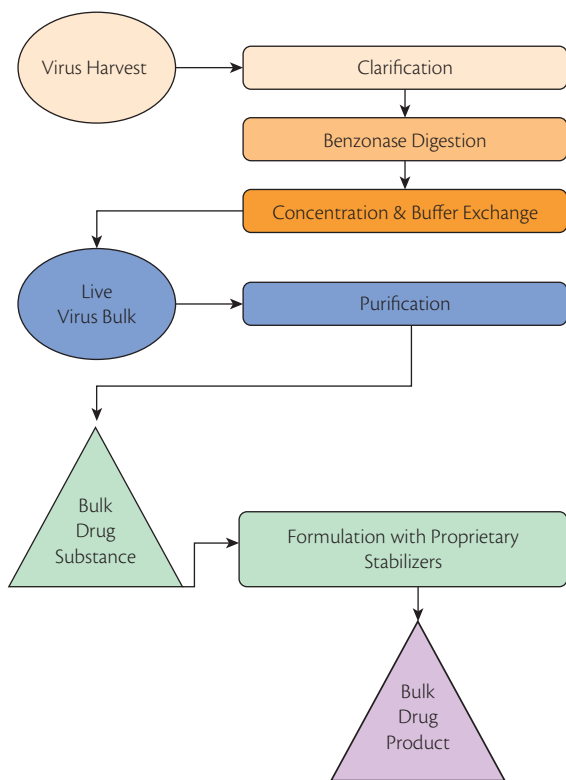 Virus Harvest
Clarification
Benzonase Digestion
Concentration & Buffer Exchange
Live
Virus Bulk
Purification
Bulk
Drug
Substance
Formulation with Proprietary
Stabilizers
Bulk
Drug
Product